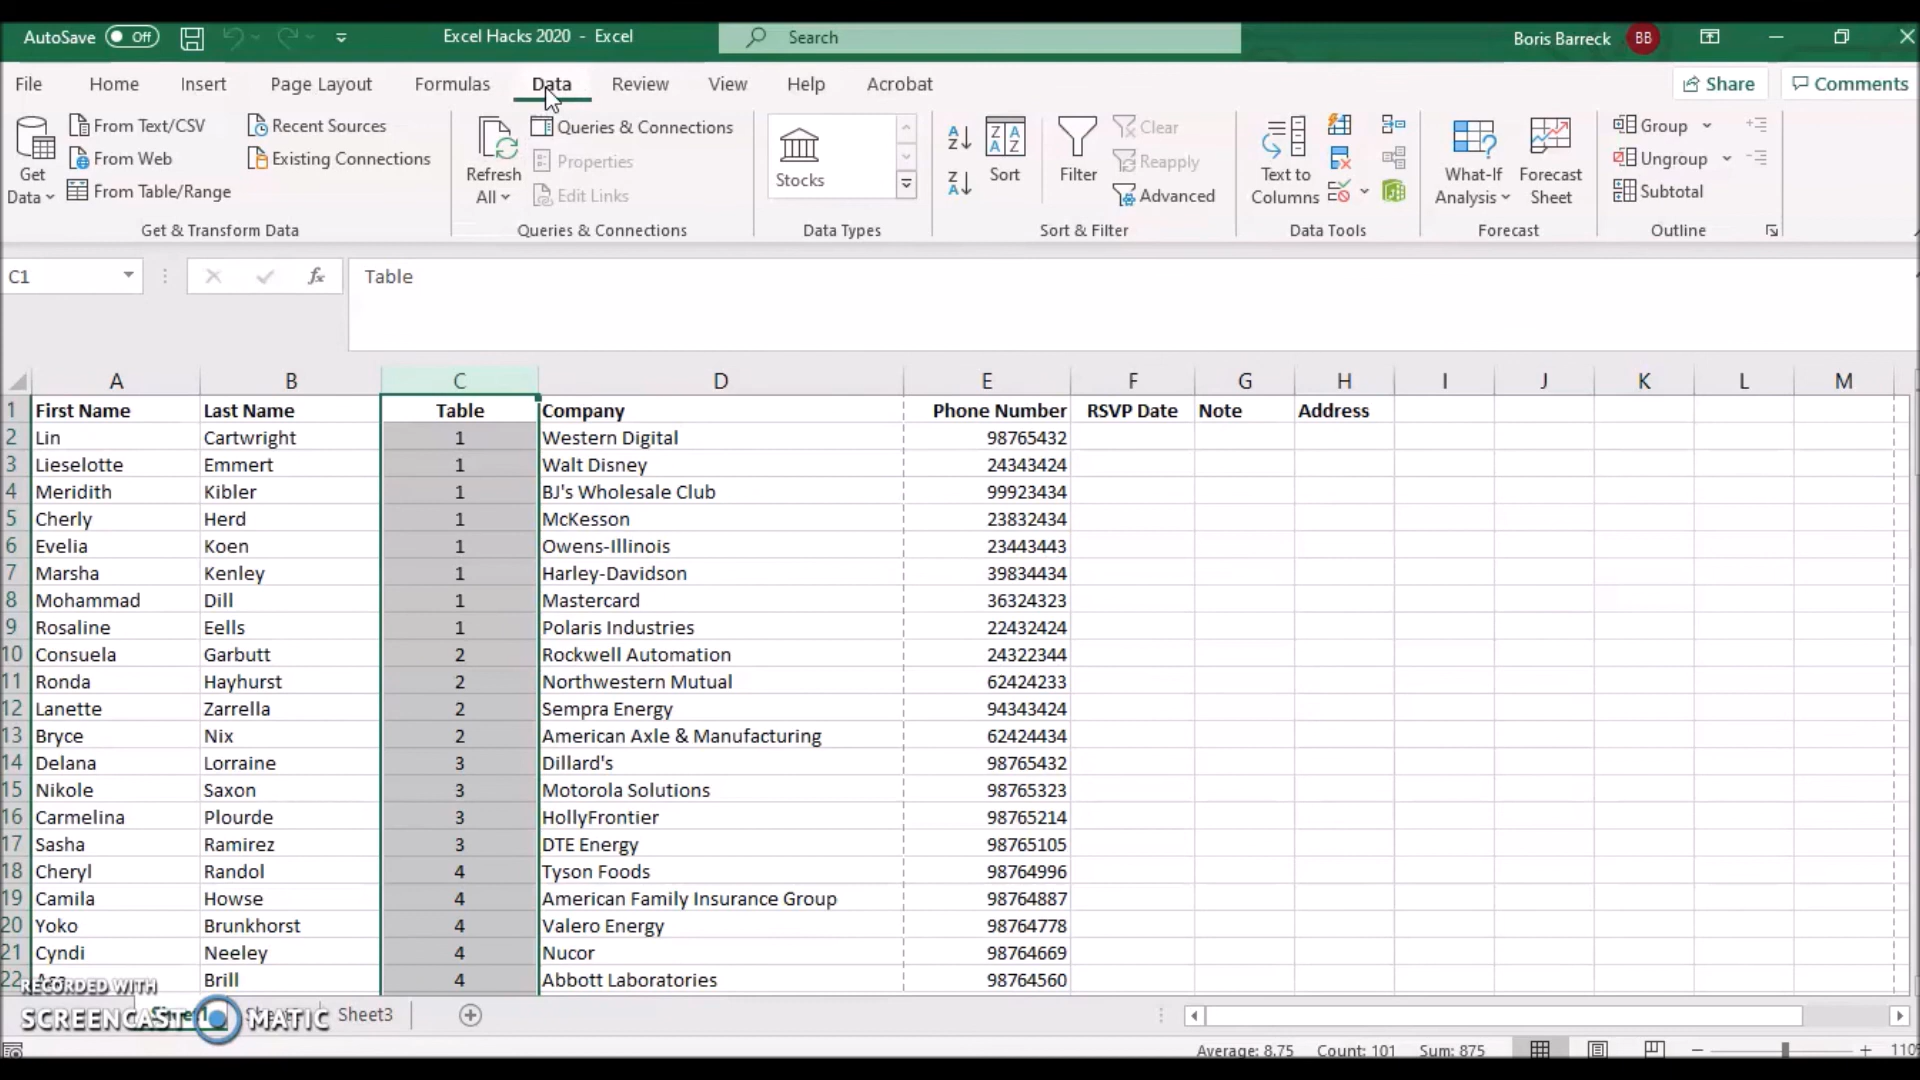 AutoSave Off Excel Hacks 2020 - Excel Search Boris Barreck BB
File Home Insert Page Layout Formulas Data Review View Help Acrobat Share Comments
Get Data From Text/CSV From Web From Table/Range Recent Sources Existing Connections
Refresh All Queries & Connections Properties Edit Links
Stocks
Sort Filter Clear Reapply Advanced
Text to Columns
What-If Analysis Forecast Sheet
Group Ungroup Subtotal
Get & Transform Data Queries & Connections Data Types Sort & Filter Data Tools Forecast Outline
C1 fx Table
A B C D E F G H I J K L M
1 First Name Last Name Table Company Phone Number RSVP Date Note Address
2 Lin Cartwright 1 Western Digital 98765432
3 Lieselotte Emmert 1 Walt Disney 24343424
4 Meridith Kibler 1 BJ's Wholesale Club 99923434
5 Cherly Herd 1 McKesson 23832434
6 Evelia Koen 1 Owens-Illinois 23443443
7 Marsha Kenley 1 Harley-Davidson 39834434
8 Mohammad Dill 1 Mastercard 36324323
9 Rosaline Eells 1 Polaris Industries 22432424
10 Consuela Garbutt 2 Rockwell Automation 24322344
11 Ronda Hayhurst 2 Northwestern Mutual 62424233
12 Lanette Zarrella 2 Sempra Energy 94343424
13 Bryce Nix 2 American Axle & Manufacturing 62424434
14 Delana Lorraine 3 Dillard's 98765432
15 Nikole Saxon 3 Motorola Solutions 98765323
16 Carmelina Plourde 3 HollyFrontier 98765214
17 Sasha Ramirez 3 DTE Energy 98765105
18 Cheryl Randol 4 Tyson Foods 98764996
19 Camila Howse 4 American Family Insurance Group 98764887
20 Yoko Brunkhorst 4 Valero Energy 98764778
21 Cyndi Neeley 4 Nucor 98764669
22 Brill 4 Abbott Laboratories 98764560
RECORDED WITH
SCREENCAST MATIC
Sheet3
Average: 8.75 Count: 101 Sum: 875